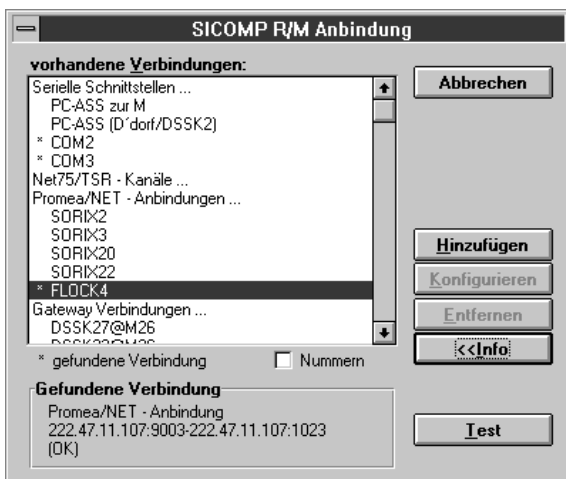 SICOMP R/M Anbindung
vorhandene Verbindungen:
Serielle Schnittstellen ...
PC-ASS zur M
PC-ASS (D´dorf/DSSK2)
* COM2
* COM3
Net75/TSR - Kanäle ...
Promea/NET - Anbindungen ...
SORIX2
SORIX3
SORIX20
SORIX22
* FLOCK4
Gateway Verbindungen ...
DSSK27@M26
* gefundene Verbindung
Nummern
Gefundene Verbindung
Promea/NET - Anbindung
222.47.11.107:9003-222.47.11.107:1023
(OK)
Abbrechen
Hinzufügen
Konfigurieren
Entfernen
<<Info
Test